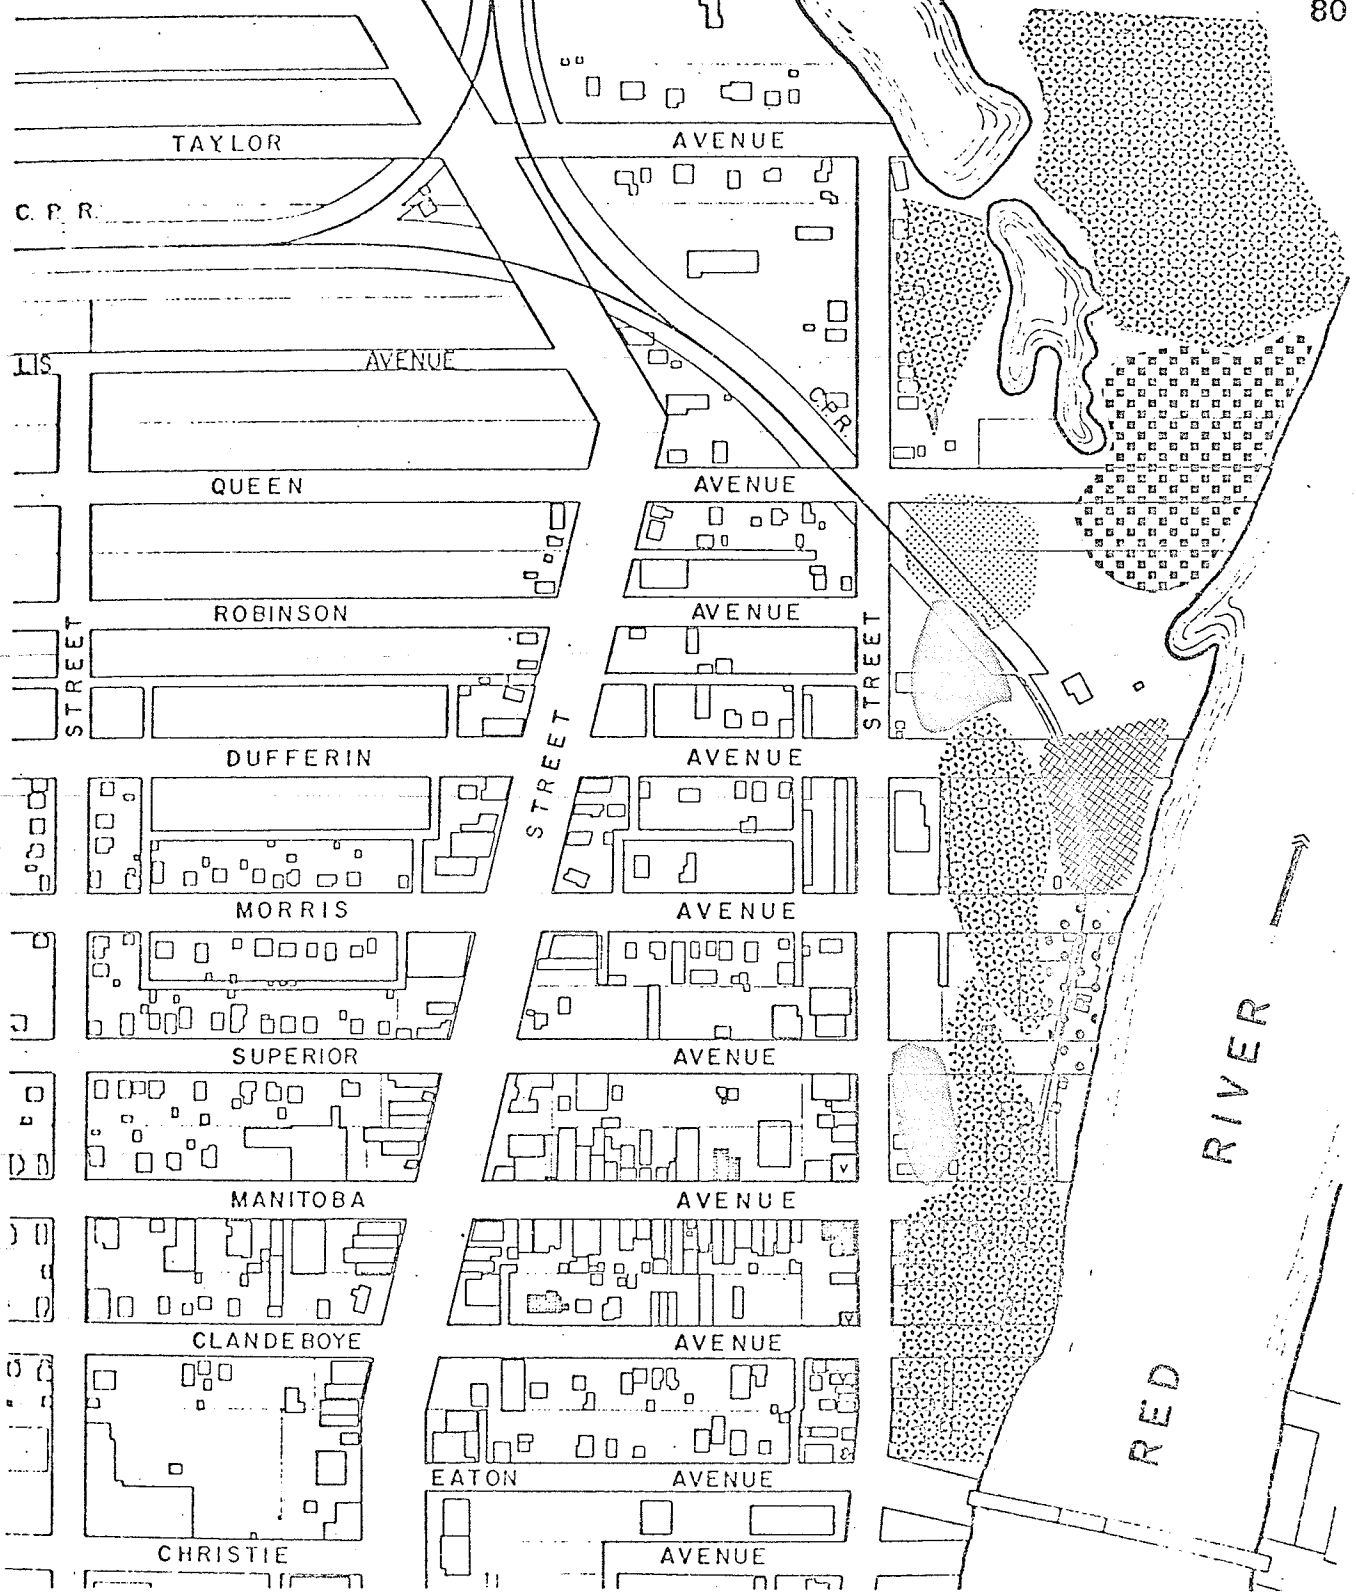 80
TAYLOR AVENUE
C. P. R.
LIS AVENUE
C.P.R.
QUEEN AVENUE
ROBINSON AVENUE
STREET
STREET
STREET
DUFFERIN AVENUE
MORRIS AVENUE
SUPERIOR AVENUE
MANITOBA AVENUE
V
CLANDEBOYE AVENUE
V
EATON AVENUE
CHRISTIE AVENUE
RED RIVER